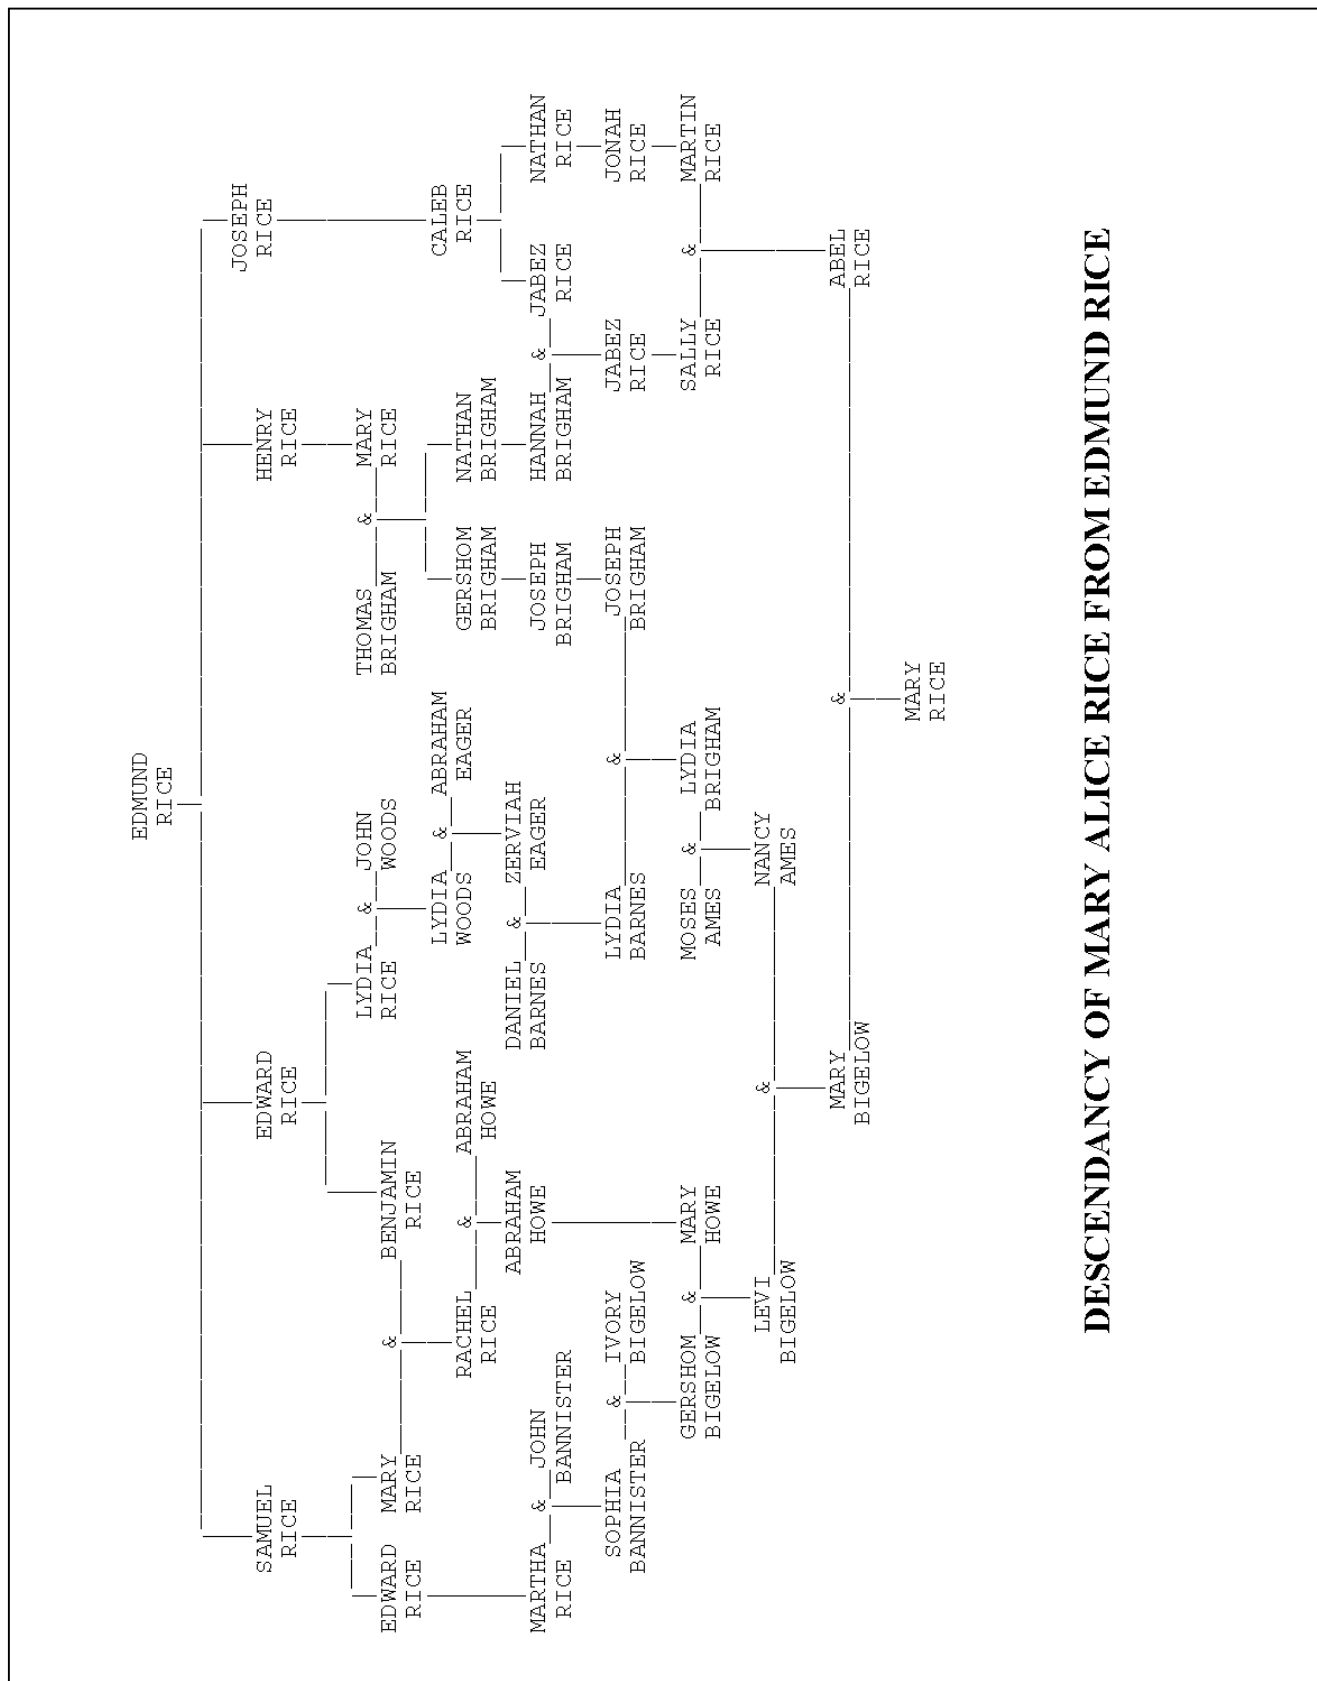 EDMUND
RICE
SAMUEL
RICE
EDWARD
RICE
HENRY
RICE
JOSEPH
RICE
EDWARD
RICE
MARY
RICE
&
BENJAMIN
RICE
LYDIA
RICE
&
JOHN
WOODS
THOMAS
BRIGHAM
&
MARY
RICE
RACHEL
RICE
&
ABRAHAM
HOWE
LYDIA
WOODS
&
ABRAHAM
EAGER
GERSHOM
BRIGHAM
NATHAN
BRIGHAM
CALEB
RICE
MARTHA
RICE
&
JOHN
BANNISTER
ABRAHAM
HOWE
DANIEL
BARNES
&
ZERVIAH
EAGER
JOSEPH
BRIGHAM
HANNAH
BRIGHAM
&
JABEZ
RICE
NATHAN
RICE
SOPHIA
BANNISTER
&
IVORY
BIGELOW
LYDIA
BARNES
&
JOSEPH
BRIGHAM
JABEZ
RICE
JONAH
RICE
GERSHOM
BIGELOW
&
MARY
HOWE
MOSES
AMES
&
LYDIA
BRIGHAM
SALLY
RICE
&
MARTIN
RICE
LEVI
BIGELOW
&
NANCY
AMES
MARY
BIGELOW
&
ABEL
RICE
MARY
RICE
DESCENDANCY OF MARY ALICE RICE FROM EDMUND RICE